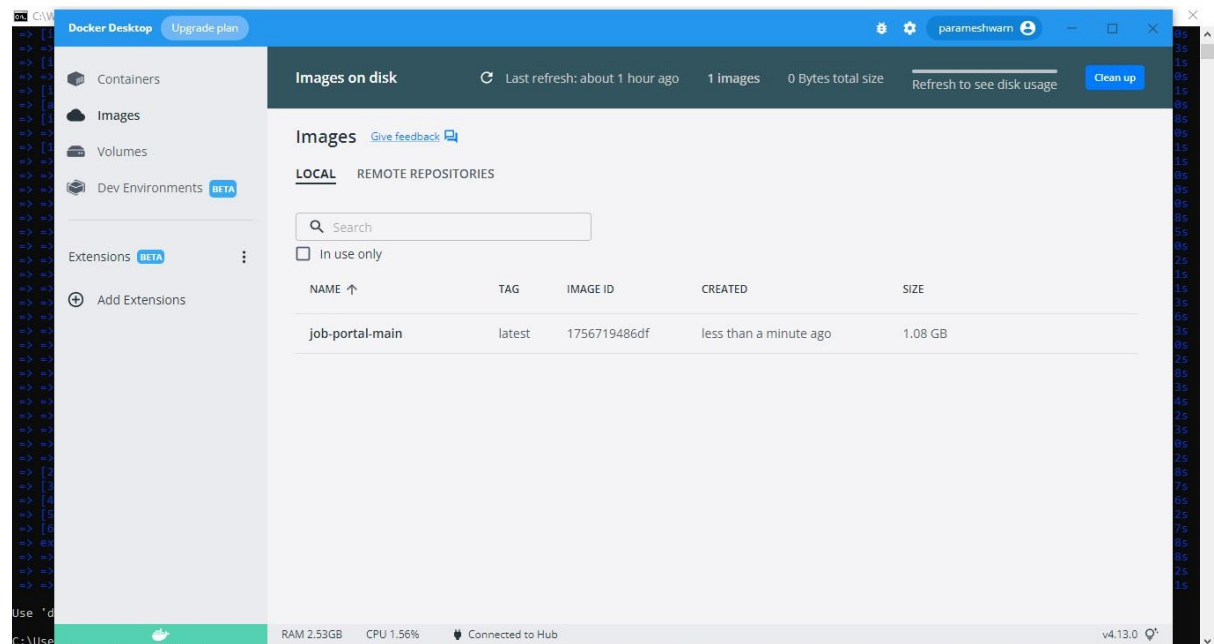 C:\W
Docker Desktop Upgrade plan parameshwarn
Containers
Images
Volumes
Dev Environments BETA
Extensions BETA
Add Extensions
Images on disk Last refresh: about 1 hour ago 1 images 0 Bytes total size Refresh to see disk usage Clean up
Images Give feedback
LOCAL REMOTE REPOSITORIES
Search
In use only
NAME TAG IMAGE ID CREATED SIZE
job-portal-main latest 1756719486df less than a minute ago 1.08 GB
Use 'd
C:\Use
RAM 2.53GB CPU 1.56% Connected to Hub v4.13.0